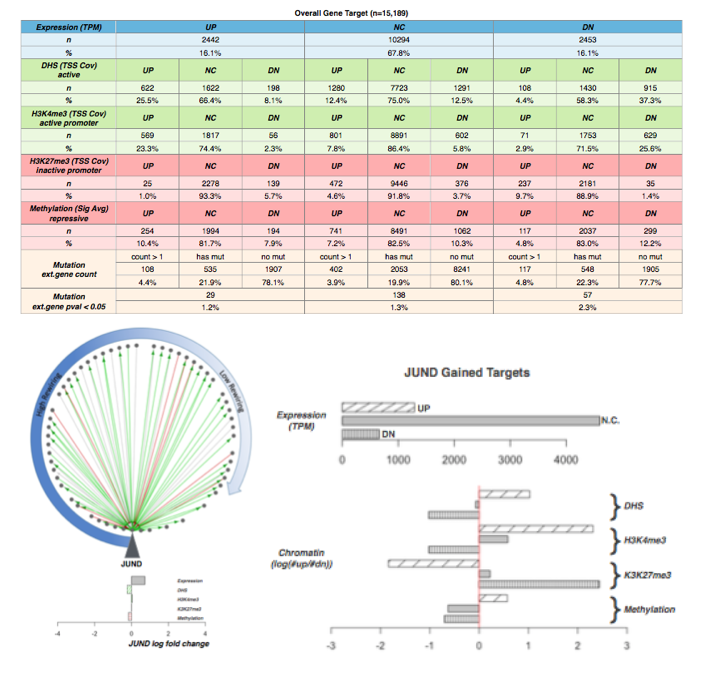 Overall Gene Target (n=15,189)
Expression (TPM) UP NC DN
n 2442 10294 2453
% 16.1% 67.8% 16.1%
DHS (TSS Cov) active UP NC DN UP NC DN UP NC DN
n 622 1622 198 1280 7723 1291 108 1430 915
% 25.5% 66.4% 8.1% 12.4% 75.0% 12.5% 4.4% 58.3% 37.3%
H3K4me3 (TSS Cov) active promoter UP NC DN UP NC DN UP NC DN
n 569 1817 56 801 8891 602 71 1753 629
% 23.3% 74.4% 2.3% 7.8% 86.4% 5.8% 2.9% 71.5% 25.6%
H3K27me3 (TSS Cov) inactive promoter UP NC DN UP NC DN UP NC DN
n 25 2278 139 472 9446 376 237 2181 35
% 1.0% 93.3% 5.7% 4.6% 91.8% 3.7% 9.7% 88.9% 1.4%
Methylation (Sig Avg) repressive UP NC DN UP NC DN UP NC DN
n 254 1994 194 741 8491 1062 117 2037 299
% 10.4% 81.7% 7.9% 7.2% 82.5% 10.3% 4.8% 83.0% 12.2%
Mutation ext.gene count count > 1 has mut no mut count > 1 has mut no mut count > 1 has mut no mut
108 535 1907 402 2053 8241 117 548 1905
4.4% 21.9% 78.1% 3.9% 19.9% 80.1% 4.8% 22.3% 77.7%
Mutation ext.gene pval < 0.05 29 138 57
1.2% 1.3% 2.3%
High Rewiring
Low Rewiring
JUND
Expression
DHS
H3K4me3
K3K27me3
Methylation
-4 -2 0 2 4
JUND log fold change
JUND Gained Targets
Expression (TPM)
UP
N.C.
DN
0 1000 2000 3000 4000
Chromatin (log(#up/#dn))
DHS
H3K4me3
K3K27me3
Methylation
-3 -2 -1 0 1 2 3